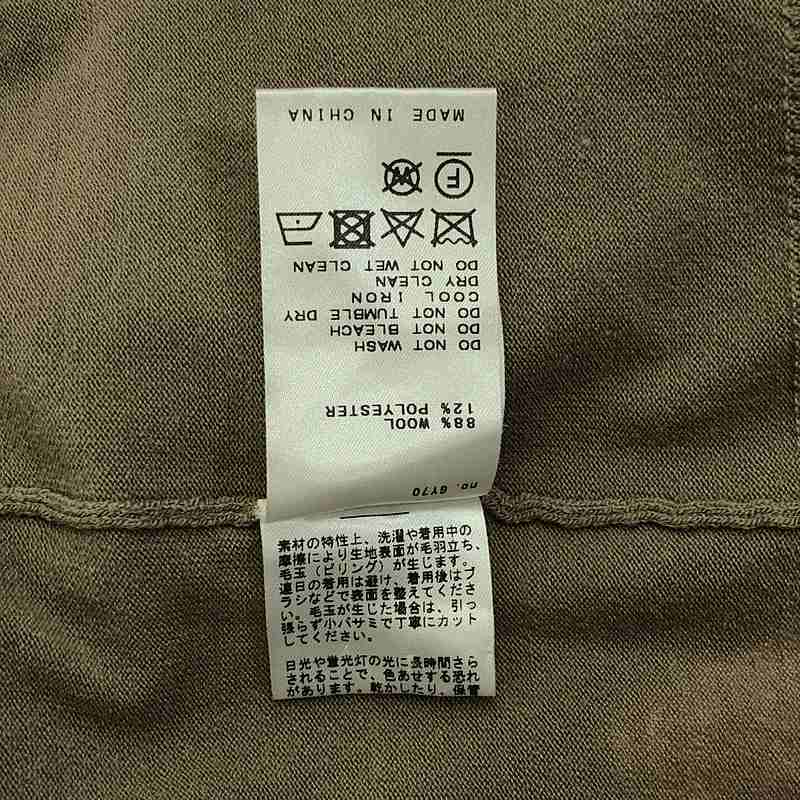 no. GY70
88% WOOL
12% POLYESTER
DO NOT WASH
DO NOT BLEACH
DO NOT TUMBLE DRY
COOL IRON
DRY CLEAN
DO NOT WET CLEAN
F
W
MADE IN CHINA
素材の特性上、洗濯や着用中の
摩擦により生地表面が毛羽立ち、
毛玉(ピリング)が生じます。
連日の着用は避け、着用後はブ
ラシなどで表面を整えてくださ
い。毛玉が生じた場合は、引っ
張らず小バサミで丁寧にカット
してください。
日光や蛍光灯の光に長時間さら
されることで、色あせする恐れ
があります。乾かしたり、保管